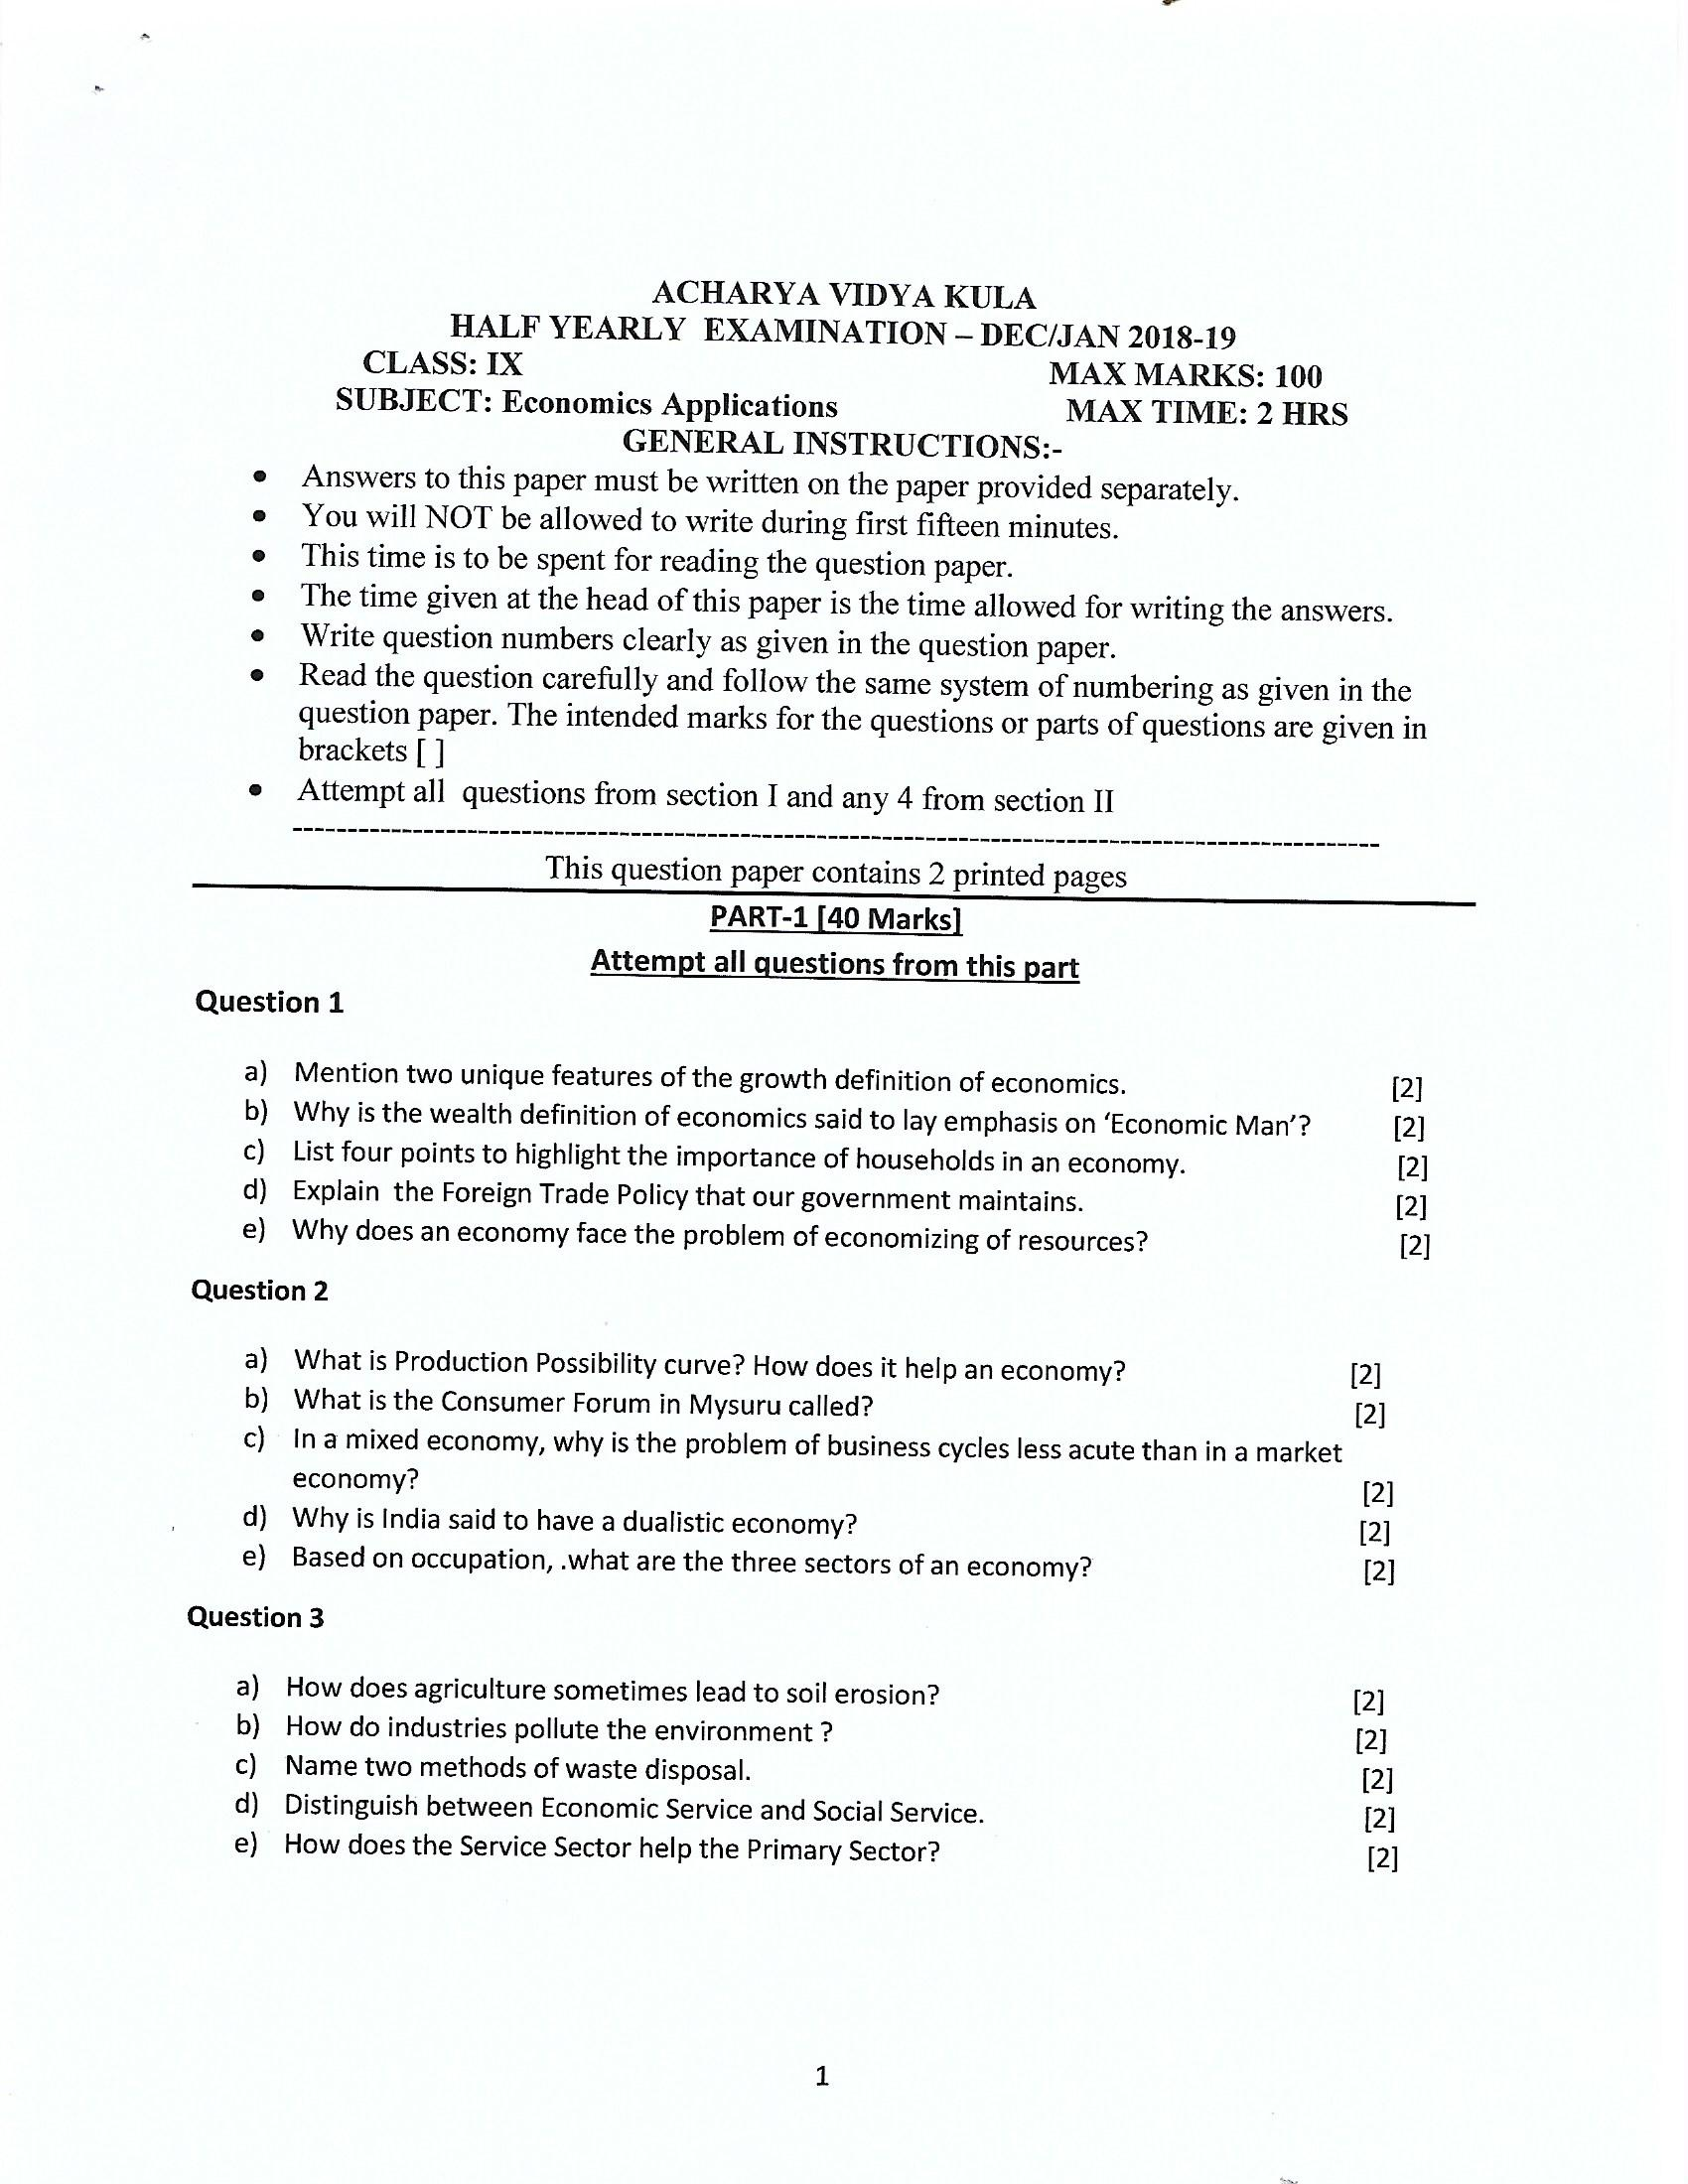 ACHARYA VIDYA KULA
HALF YEARLY EXAMINATION – DEC/JAN 2018-19
CLASS: IX MAX MARKS: 100
SUBJECT: Economics Applications MAX TIME: 2 HRS
GENERAL INSTRUCTIONS:-
• Answers to this paper must be written on the paper provided separately.
• You will NOT be allowed to write during first fifteen minutes.
• This time is to be spent for reading the question paper.
• The time given at the head of this paper is the time allowed for writing the answers.
• Write question numbers clearly as given in the question paper.
• Read the question carefully and follow the same system of numbering as given in the
question paper. The intended marks for the questions or parts of questions are given in
brackets [ ]
• Attempt all questions from section I and any 4 from section II
This question paper contains 2 printed pages
PART-1 [40 Marks]
Attempt all questions from this part
Question 1
a) Mention two unique features of the growth definition of economics. [2]
b) Why is the wealth definition of economics said to lay emphasis on ‘Economic Man’? [2]
c) List four points to highlight the importance of households in an economy. [2]
d) Explain the Foreign Trade Policy that our government maintains. [2]
e) Why does an economy face the problem of economizing of resources? [2]
Question 2
a) What is Production Possibility curve? How does it help an economy? [2]
b) What is the Consumer Forum in Mysuru called? [2]
c) In a mixed economy, why is the problem of business cycles less acute than in a market
economy? [2]
d) Why is India said to have a dualistic economy? [2]
e) Based on occupation, .what are the three sectors of an economy? [2]
Question 3
a) How does agriculture sometimes lead to soil erosion? [2]
b) How do industries pollute the environment ? [2]
c) Name two methods of waste disposal. [2]
d) Distinguish between Economic Service and Social Service. [2]
e) How does the Service Sector help the Primary Sector? [2]
1